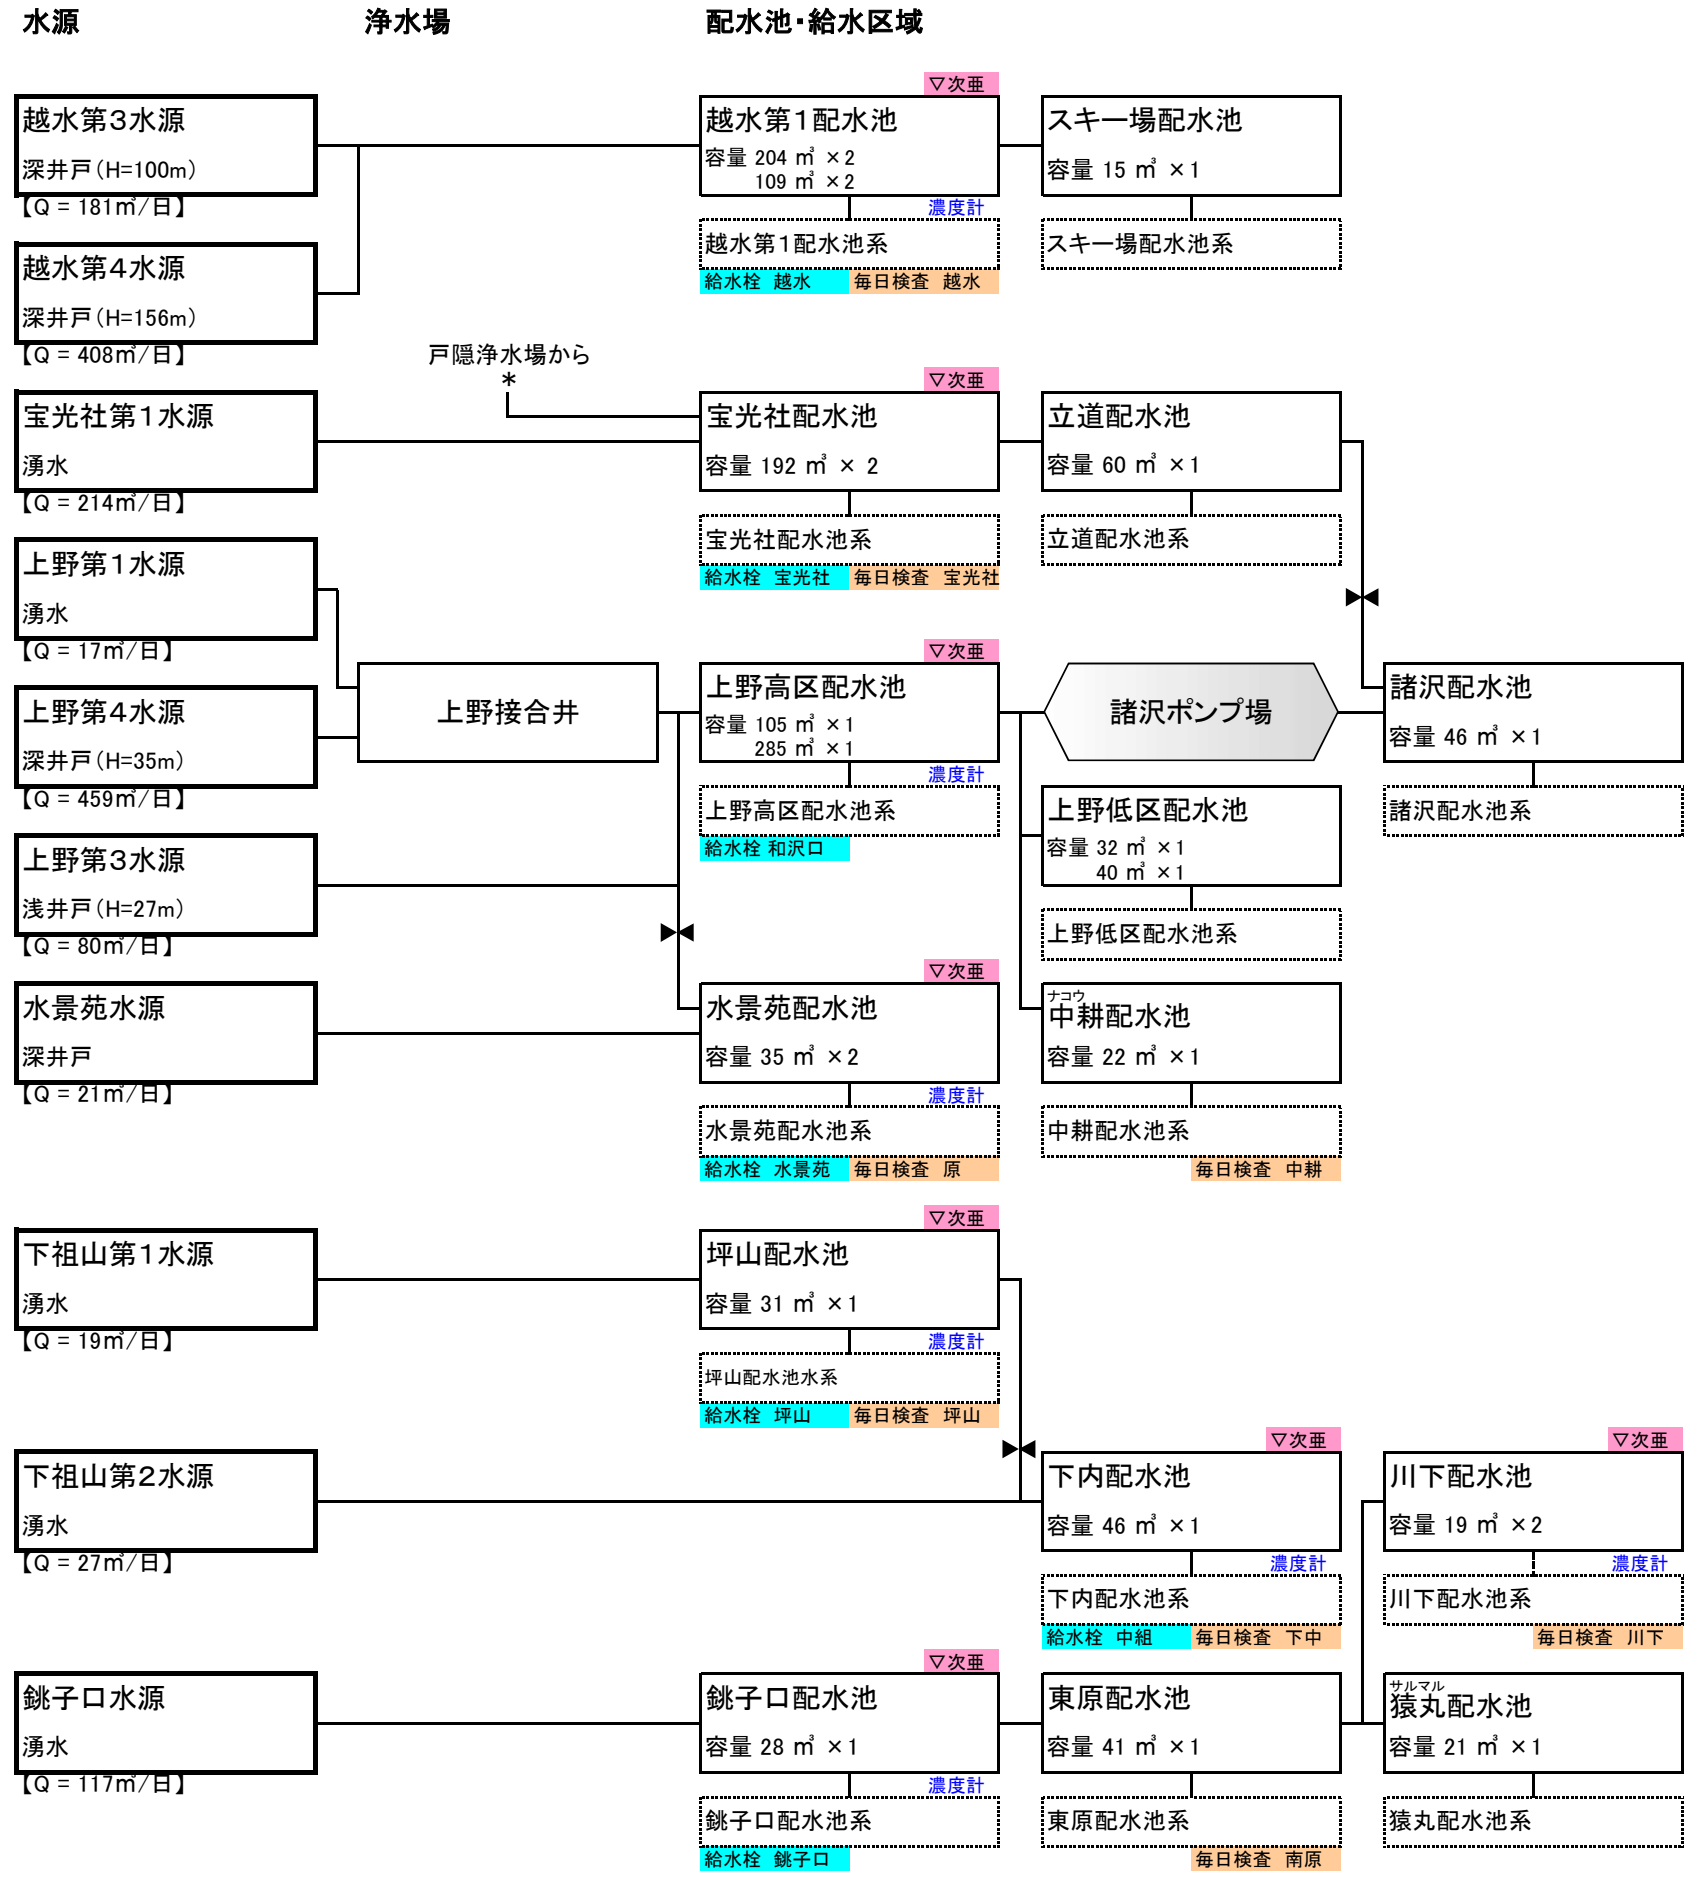 水源
浄水場
配水池・給水区域
▽次亜
越水第3水源
深井戸(H=100m)
【Q = 181㎥/日】
越水第1配水池
容量 204 ㎥ ×2
109 ㎥ ×2
濃度計
越水第1配水池系
給水栓 越水
毎日検査 越水
スキー場配水池
容量 15 ㎥ ×1
スキー場配水池系
越水第4水源
深井戸(H=156m)
【Q = 408㎥/日】
戸隠浄水場から
*
▽次亜
宝光社第1水源
湧水
【Q = 214㎥/日】
宝光社配水池
容量 192 ㎥ × 2
宝光社配水池系
給水栓 宝光社
毎日検査 宝光社
立道配水池
容量 60 ㎥ ×1
立道配水池系
上野第1水源
湧水
【Q = 17㎥/日】
上野接合井
▽次亜
上野高区配水池
容量 105 ㎥ ×1
285 ㎥ ×1
濃度計
上野高区配水池系
給水栓 和沢口
諸沢ポンプ場
諸沢配水池
容量 46 ㎥ ×1
諸沢配水池系
上野第4水源
深井戸(H=35m)
【Q = 459㎥/日】
上野低区配水池
容量 32 ㎥ ×1
40 ㎥ ×1
上野低区配水池系
上野第3水源
浅井戸(H=27m)
【Q = 80㎥/日】
▽次亜
水景苑水源
深井戸
【Q = 21㎥/日】
水景苑配水池
容量 35 ㎥ ×2
濃度計
水景苑配水池系
給水栓 水景苑
毎日検査 原
ナコウ
中耕配水池
容量 22 ㎥ ×1
中耕配水池系
毎日検査 中耕
▽次亜
下祖山第1水源
湧水
【Q = 19㎥/日】
坪山配水池
容量 31 ㎥ ×1
濃度計
坪山配水池水系
給水栓 坪山
毎日検査 坪山
下祖山第2水源
湧水
【Q = 27㎥/日】
▽次亜
下内配水池
容量 46 ㎥ ×1
濃度計
下内配水池系
給水栓 中組
毎日検査 下中
▽次亜
川下配水池
容量 19 ㎥ ×2
濃度計
川下配水池系
毎日検査 川下
▽次亜
銚子口水源
湧水
【Q = 117㎥/日】
銚子口配水池
容量 28 ㎥ ×1
濃度計
銚子口配水池系
給水栓 銚子口
東原配水池
容量 41 ㎥ ×1
東原配水池系
毎日検査 南原
サルマル
猿丸配水池
容量 21 ㎥ ×1
猿丸配水池系